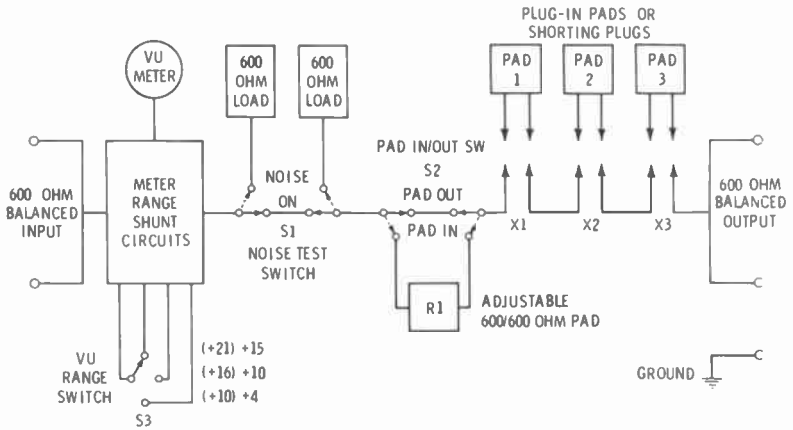 PLUG-IN PADS OR
SHORTING PLUGS
VU
METER
600
OHM
LOAD
600
OHM
LOAD
PAD
1
PAD
2
PAD
3
PAD IN/OUT SW
S2
PAD OUT
PAD IN
NOISE
ON
S1
NOISE TEST
SWITCH
600 OHM
BALANCED
INPUT
METER
RANGE
SHUNT
CIRCUITS
X1
X2
X3
600 OHM
BALANCED
OUTPUT
R1
ADJUSTABLE
600/600 OHM PAD
VU
RANGE
SWITCH
S3
(+21) +15
(+16) +10
(+10) +4
GROUND